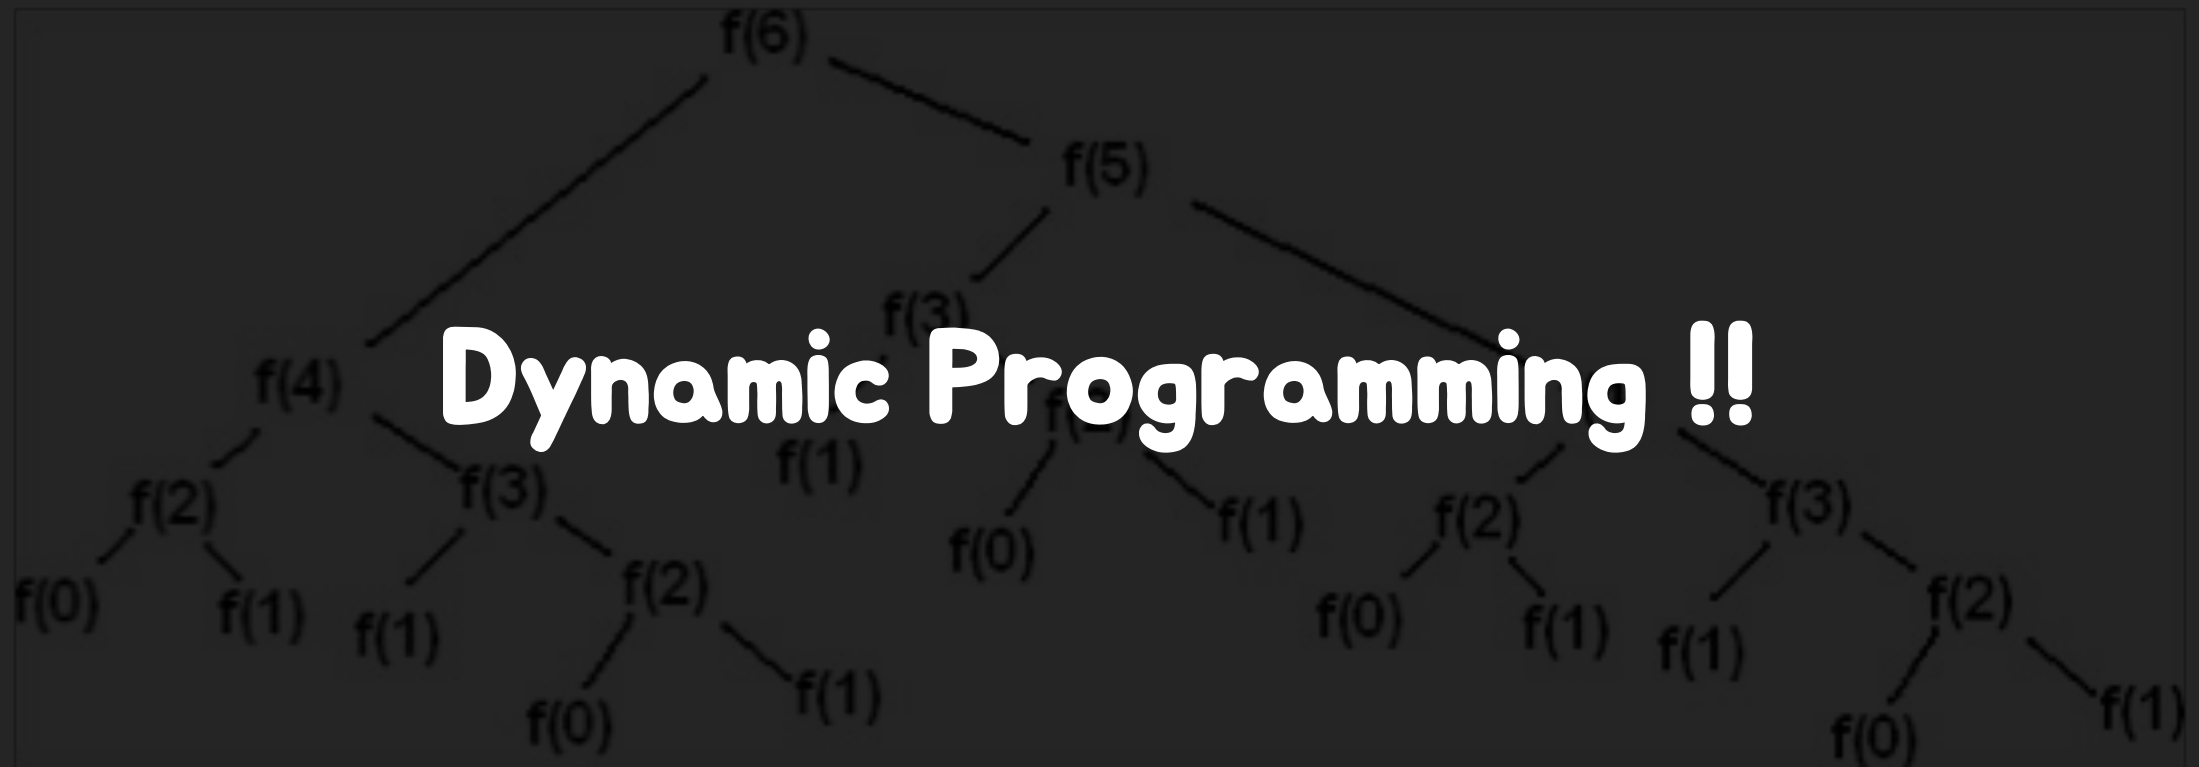 f(6)
f(5)
f(3)
Dynamic Programming !!
f(4)
f(1)
f(2) f(3) f(2) f(3)
f(0) f(1)
f(0) f(1) f(1) f(2) f(0) f(1) f(1) f(2)
f(0) f(1) f(0) f(1)